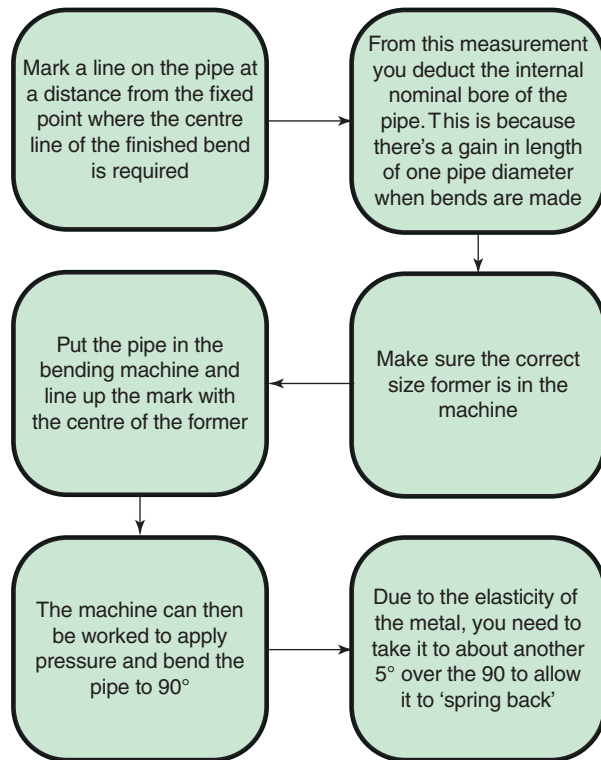 Mark a line on the pipe at
a distance from the fixed
point where the centre
line of the finished bend
is required
From this measurement
you deduct the internal
nominal bore of the
pipe. This is because
there's a gain in length
of one pipe diameter
when bends are made
Make sure the correct
size former is in the
machine
Put the pipe in the
bending machine and
line up the mark with
the centre of the former
The machine can then
be worked to apply
pressure and bend the
pipe to 90°
Due to the elasticity of
the metal, you need to
take it to about another
5° over the 90 to allow
it to ‘spring back’